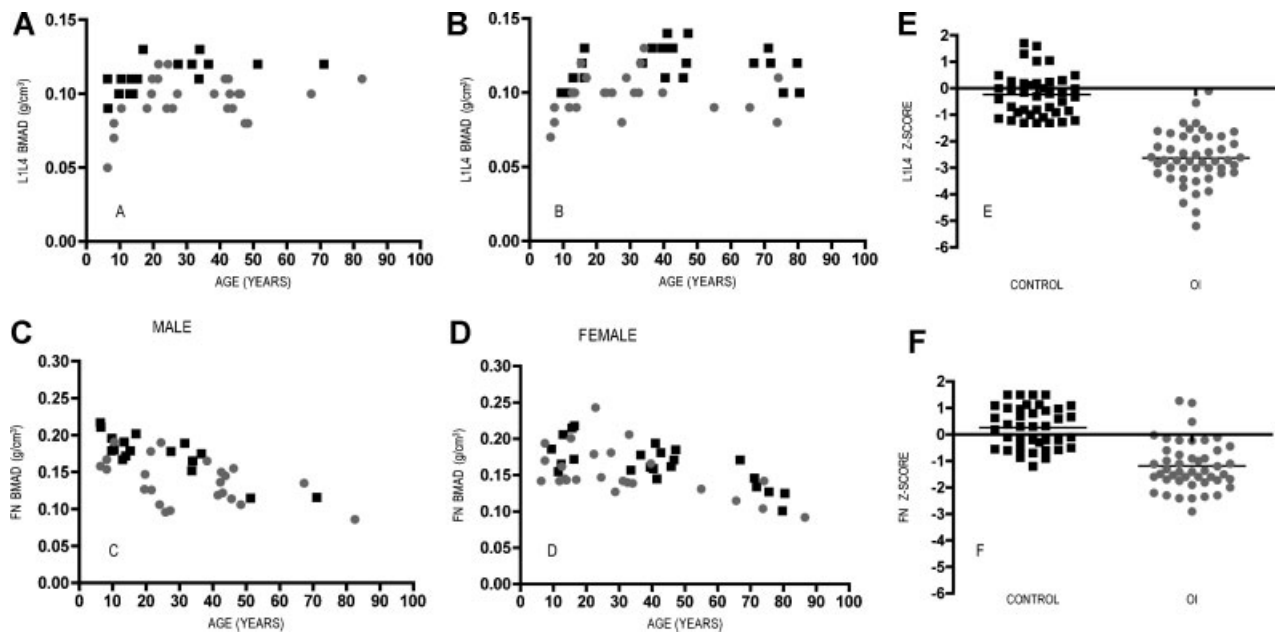 A
0.15
0.10
0.05
0.00
L1L4 BMAD (g/cm³)
A
0 10 20 30 40 50 60 70 80 90 100
AGE (YEARS)
B
0.15
0.10
0.05
0.00
L1L4 BMAD (g/cm³)
B
0 10 20 30 40 50 60 70 80 90 100
AGE (YEARS)
E
2
1
0
-1
-2
-3
-4
-5
-6
L1L4 Z-SCORE
E
CONTROL OI
MALE
FEMALE
C
0.30
0.25
0.20
0.15
0.10
0.05
0.00
FN BMAD (g/cm³)
C
0 10 20 30 40 50 60 70 80 90 100
AGE (YEARS)
D
0.30
0.25
0.20
0.15
0.10
0.05
0.00
FN BMAD (g/cm³)
D
0 10 20 30 40 50 60 70 80 90 100
AGE (YEARS)
F
2
1
0
-1
-2
-3
-4
-5
-6
FN Z-SCORE
F
CONTROL OI